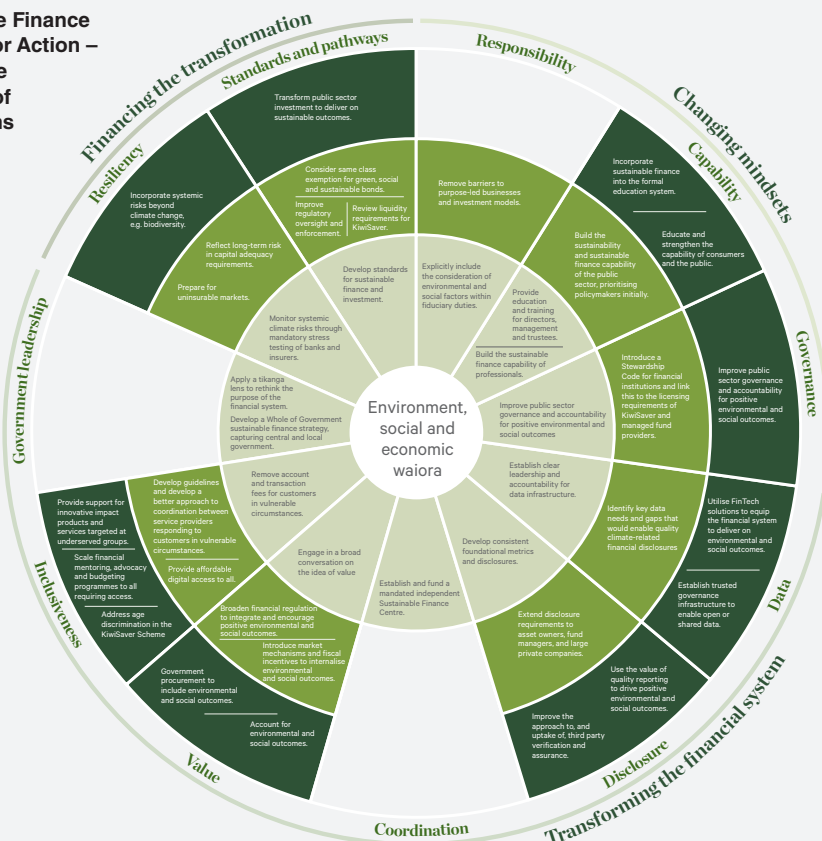 e Finance
or Action –
e
of
ns
Financing the transformation
Standards and pathways
Responsibility
Changing mindsets
Capability
Resiliency
Governance
Government leadership
Inclusiveness
Data
Value
Disclosure
Coordination
Transforming the financial system
Environment,
social and
economic
waiora
Transform public sector
investment to deliver on
sustainable outcomes.
Consider same class
exemption for green, social
and sustainable bonds.
Improve
regulatory
oversight and
enforcement.
Review liquidity
requirements for
KiwiSaver.
Develop standards
for sustainable
finance and
investment.
Remove barriers to
purpose-led businesses
and investment models.
Explicitly include
the consideration of
environmental and
social factors within
fiduciary duties.
Incorporate
sustainable finance
into the formal
education system.
Educate and
strengthen the
capability of consumers
and the public.
Build the
sustainability
and sustainable
finance capability
of the public
sector, prioritising
policymakers initially.
Provide
education
and training
for directors,
management
and trustees.
Build the sustainable
finance capability of
professionals.
Improve public
sector governance
and accountability
for positive
environmental and
social outcomes.
Introduce a
Stewardship
Code for financial
institutions and link
this to the licensing
requirements of
KiwiSaver and
managed fund
providers.
Improve public sector
governance and accountability
for positive environmental and
social outcomes
Utilise FinTech
solutions to equip
the financial system
to deliver on
environmental and
social outcomes.
Establish trusted
governance
infrastructure to
enable open or
shared data.
Identify key data
needs and gaps that
would enable quality
climate-related
financial disclosures
Establish clear
leadership and
accountability for
data infrastructure.
Use the value of
quality reporting
to drive positive
environmental and
social outcomes.
Improve the
approach to, and
uptake of, third party
verification and
assurance.
Extend disclosure
requirements to
asset owners, fund
managers, and large
private companies.
Develop consistent
foundational metrics
and disclosures.
Establish and fund a
mandated independent
Sustainable Finance
Centre.
Government
procurement to
include environmental
and social outcomes.
Account for
environmental and
social outcomes.
Broaden financial regulation
to integrate and encourage
positive environmental and
social outcomes.
Introduce market
mechanisms and fiscal
incentives to internalise
environmental
and social outcomes.
Engage in a broad
conversation on
the idea of value
Provide support for
innovative impact
products and
services targeted at
underserved groups.
Scale financial
mentoring, advocacy
and budgeting
programmes to all
requiring access.
Address age
discrimination in the
KiwiSaver Scheme
Develop guidelines
and develop a
better approach to
coordination between
service providers
responding to
customers in vulnerable
circumstances.
Provide affordable
digital access to all.
Remove account
and transaction
fees for customers
in vulnerable
circumstances.
Apply a tikanga
lens to rethink the
purpose of the
financial system.
Develop a Whole of Government
sustainable finance strategy,
capturing central and local
government.
Incorporate systemic
risks beyond
climate change,
e.g. biodiversity.
Reflect long-term risk
in capital adequacy
requirements.
Prepare for
uninsurable markets.
Monitor systemic
climate risks through
mandatory stress
testing of banks and
insurers.